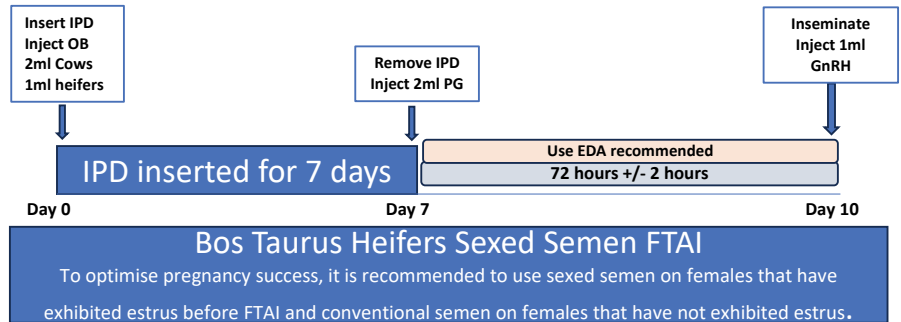 Insert IPD
Inject OB
2ml Cows
1ml heifers
Remove IPD
Inject 2ml PG
Inseminate
Inject 1ml
GnRH
IPD inserted for 7 days
Use EDA recommended
72 hours +/- 2 hours
Day 0
Day 7
Day 10
Bos Taurus Heifers Sexed Semen FTAI
To optimise pregnancy success, it is recommended to use sexed semen on females that have
exhibited estrus before FTAI and conventional semen on females that have not exhibited estrus.